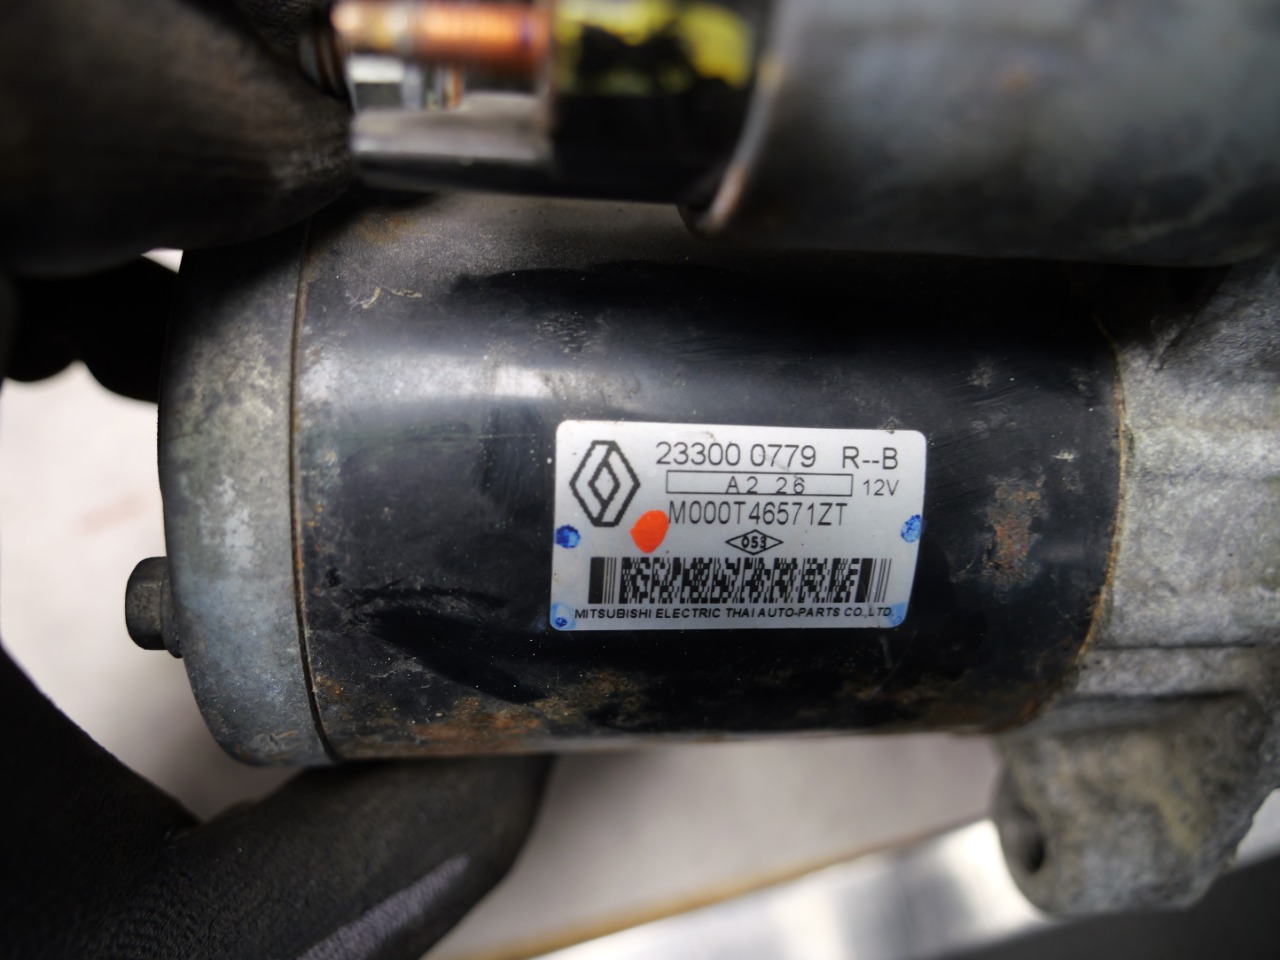 23300 0779 R--B
A2 26 12V
M000T46571ZT
053
MITSUBISHI ELECTRIC THAI AUTO-PARTS CO.,LTD.